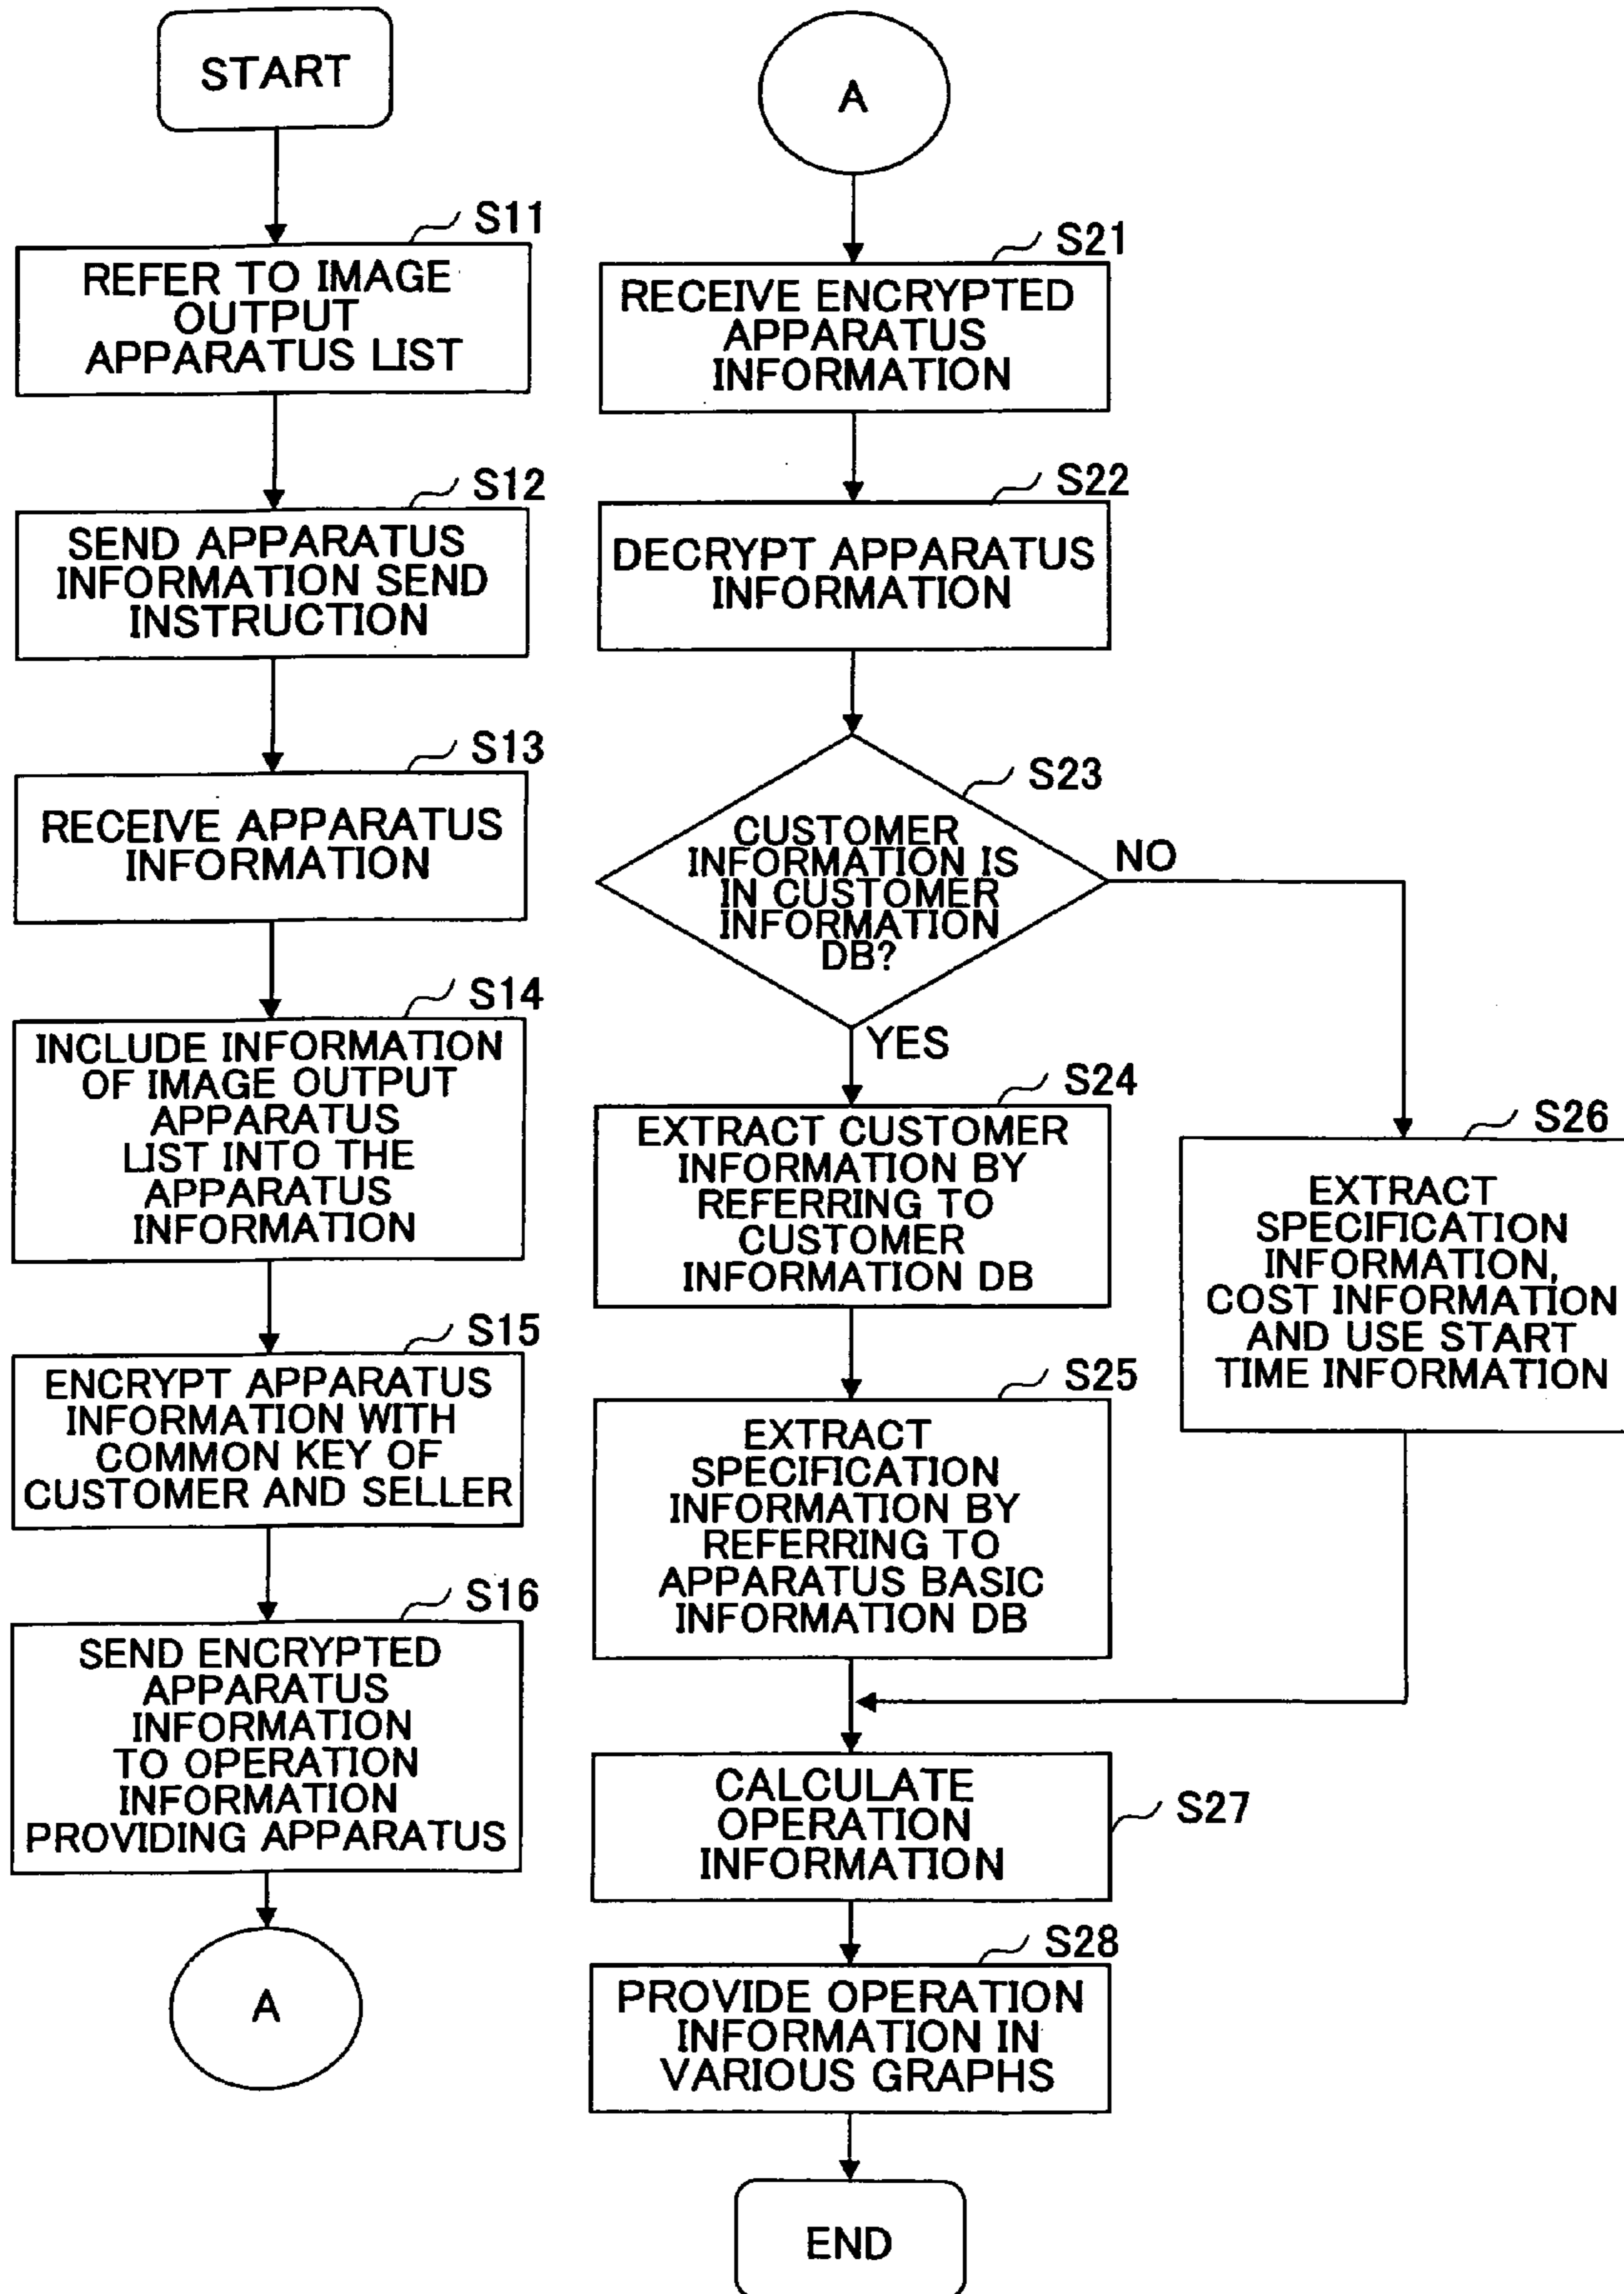 START
S11
REFER TO IMAGE
OUTPUT
APPARATUS LIST
S12
SEND APPARATUS
INFORMATION SEND
INSTRUCTION
S13
RECEIVE APPARATUS
INFORMATION
S14
INCLUDE INFORMATION
OF IMAGE OUTPUT
APPARATUS
LIST INTO THE
APPARATUS
INFORMATION
S15
ENCRYPT APPARATUS
INFORMATION WITH
COMMON KEY OF
CUSTOMER AND SELLER
S16
SEND ENCRYPTED
APPARATUS
INFORMATION
TO OPERATION
INFORMATION
PROVIDING APPARATUS
A
A
S21
RECEIVE ENCRYPTED
APPARATUS
INFORMATION
S22
DECRYPT APPARATUS
INFORMATION
S23
CUSTOMER
INFORMATION IS
IN CUSTOMER
INFORMATION
DB?
NO
YES
S24
EXTRACT CUSTOMER
INFORMATION BY
REFERRING TO
CUSTOMER
INFORMATION DB
S25
EXTRACT
SPECIFICATION
INFORMATION BY
REFERRING TO
APPARATUS BASIC
INFORMATION DB
S26
EXTRACT
SPECIFICATION
INFORMATION,
COST INFORMATION
AND USE START
TIME INFORMATION
S27
CALCULATE
OPERATION
INFORMATION
S28
PROVIDE OPERATION
INFORMATION IN
VARIOUS GRAPHS
END